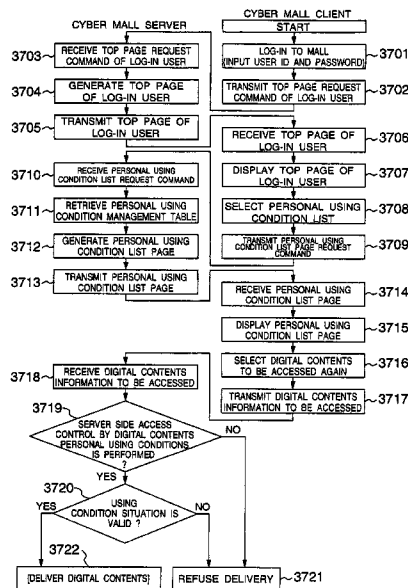 CYBER MALL SERVER
CYBER MALL CLIENT
START
LOG-IN TO MALL
(INPUT USER ID AND PASSWORD)
3701
TRANSMIT TOP PAGE REQUEST
COMMAND OF LOG-IN USER
3702
3703
RECEIVE TOP PAGE REQUEST
COMMAND OF LOG-IN USER
3704
GENERATE TOP PAGE
OF LOG-IN USER
3705
TRANSMIT TOP PAGE OF
LOG-IN USER
RECEIVE TOP PAGE OF
LOG-IN USER
3706
DISPLAY TOP PAGE OF
LOG-IN USER
3707
SELECT PERSONAL USING
CONDITION LIST
3708
TRANSMIT PERSONAL USING
CONDITION LIST PAGE REQUEST
COMMAND
3709
3710
RECEIVE PERSONAL USING
CONDITION LIST REQUEST COMMAND
3711
RETRIEVE PERSONAL USING
CONDITION MANAGEMENT TABLE
3712
GENERATE PERSONAL USING
CONDITION LIST PAGE
3713
TRANSMIT PERSONAL USING
CONDITION LIST PAGE
RECEIVE PERSONAL USING
CONDITION LIST PAGE
3714
DISPLAY PERSONAL USING
CONDITION LIST PAGE
3715
SELECT DIGITAL CONTENTS
TO BE ACCESSED AGAIN
3716
TRANSMIT DIGITAL CONTENTS
INFORMATION TO BE ACCESSED
3717
3718
RECEIVE DIGITAL CONTENTS
INFORMATION TO BE ACCESSED
3719
SERVER SIDE ACCESS
CONTROL BY DIGITAL CONTENTS
PERSONAL USING CONDITIONS
IS PERFORMED
?
NO
YES
3720
USING
CONDITION SITUATION IS
VALID ?
YES
NO
3722
[DELIVER DIGITAL CONTENTS]
REFUSE DELIVERY
3721